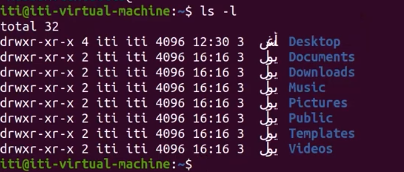 iti@iti-virtual-machine:~$ ls -l
total 32
drwxr-xr-x 4 iti iti 4096 12:30 3 Desktop
drwxr-xr-x 2 iti iti 4096 16:16 3 يول Documents
drwxr-xr-x 2 iti iti 4096 16:16 3 يول Downloads
drwxr-xr-x 2 iti iti 4096 16:16 3 يول Music
drwxr-xr-x 2 iti iti 4096 16:16 3 يول Pictures
drwxr-xr-x 2 iti iti 4096 16:16 3 يول Public
drwxr-xr-x 2 iti iti 4096 16:16 3 يول Templates
drwxr-xr-x 2 iti iti 4096 16:16 3 يول Videos
iti@iti-virtual-machine:~$